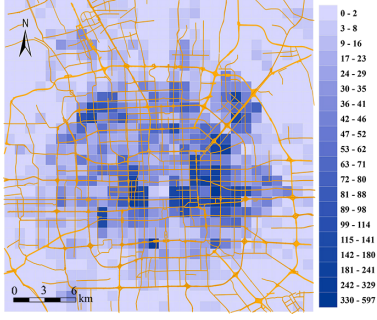 N
0 - 2
3 - 8
9 - 16
17 - 23
24 - 29
30 - 35
36 - 41
42 - 46
47 - 52
53 - 62
63 - 71
72 - 80
81 - 88
89 - 98
99 - 114
115 - 141
142 - 180
181 - 241
242 - 329
330 - 597
0 3 6
km